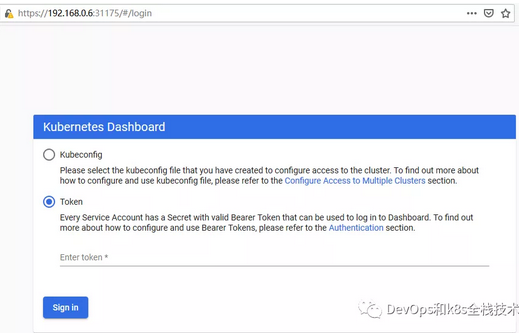 https://192.168.0.6:31175/#/login
Kubernetes Dashboard
Kubeconfig
Please select the kubeconfig file that you have created to configure access to the cluster. To find out more about
how to configure and use kubeconfig file, please refer to the Configure Access to Multiple Clusters section.
Token
Every Service Account has a Secret with valid Bearer Token that can be used to log in to Dashboard. To find out
more about how to configure and use Bearer Tokens, please refer to the Authentication section.
Enter token *
Sign in
DevOps和k8s全栈技术